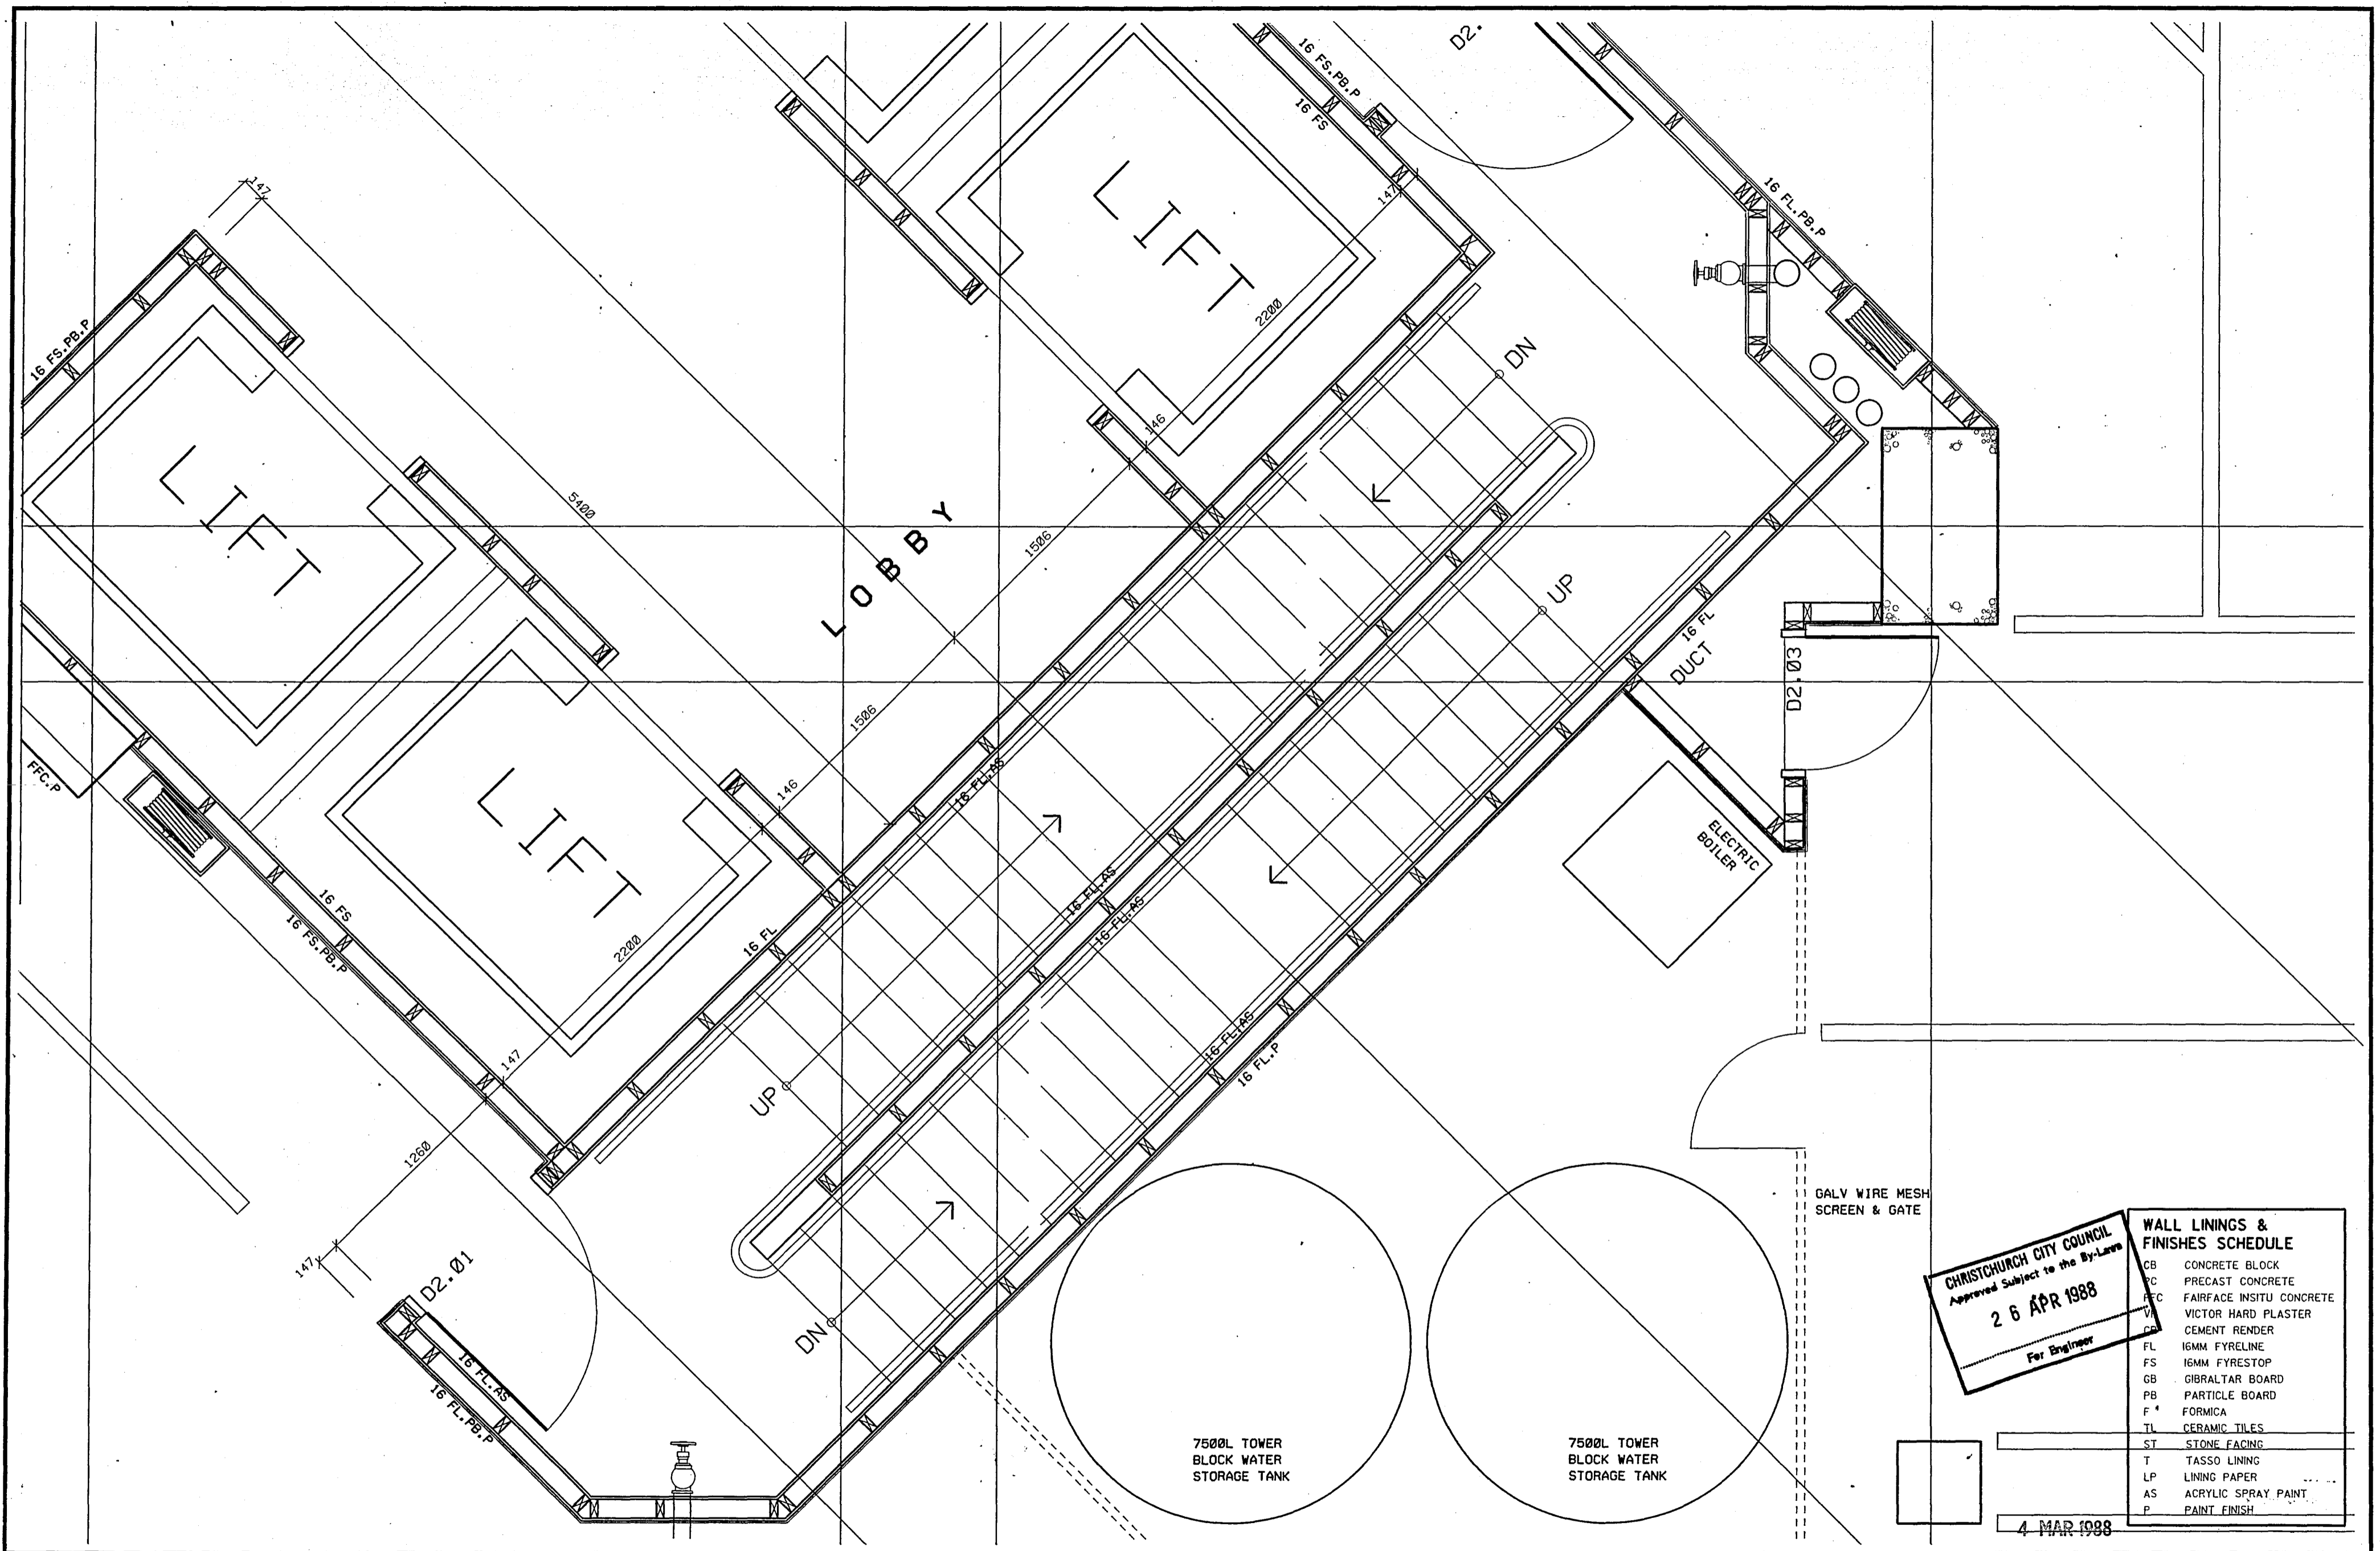 D2.
16 FS.PB.P
16 FS
LIFT
147
2200
16 FL.PB.P
147
16 FS.PB.P
LIFT
5400
LOBBY
146
1506
1506
146
DN
UP
16 FL
DUCT
D2.03
ELECTRIC
BOILER
FFC.P
16 FS
16 FS.PB.P
LIFT
2200
16 FL
16 FL.AS
16 FL.AS
16 FL.AS
16 FL.AS
16 FL.P
147
1260
147
UP
DN
D2.01
16 FL.AS
16 FL.PB.P
7500L TOWER
BLOCK WATER
STORAGE TANK
7500L TOWER
BLOCK WATER
STORAGE TANK
GALV WIRE MESH
SCREEN & GATE
CHRISTCHURCH CITY COUNCIL
Approved Subject to the By-Laws
26 APR 1988
For Engineer
WALL LININGS &
FINISHES SCHEDULE
CB CONCRETE BLOCK
PC PRECAST CONCRETE
FFC FAIRFACE INSITU CONCRETE
VICTOR HARD PLASTER
CEMENT RENDER
FL 16MM FYRELINE
FS 16MM FYRESTOP
GB GIBRALTAR BOARD
PB PARTICLE BOARD
F FORMICA
TL CERAMIC TILES
ST STONE FACING
T TASSO LINING
LP LINING PAPER
AS ACRYLIC SPRAY PAINT
P PAINT FINISH
4 MAR 1988